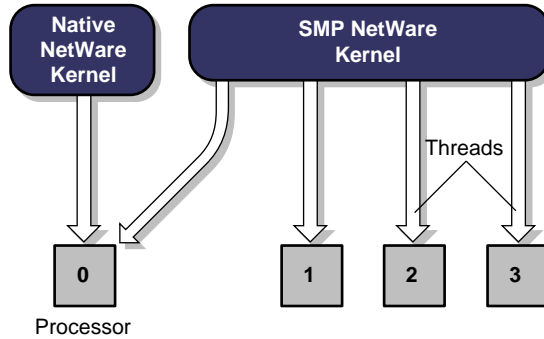 Native
NetWare
Kernel
SMP NetWare
Kernel
Threads
0
1
2
3
Processor